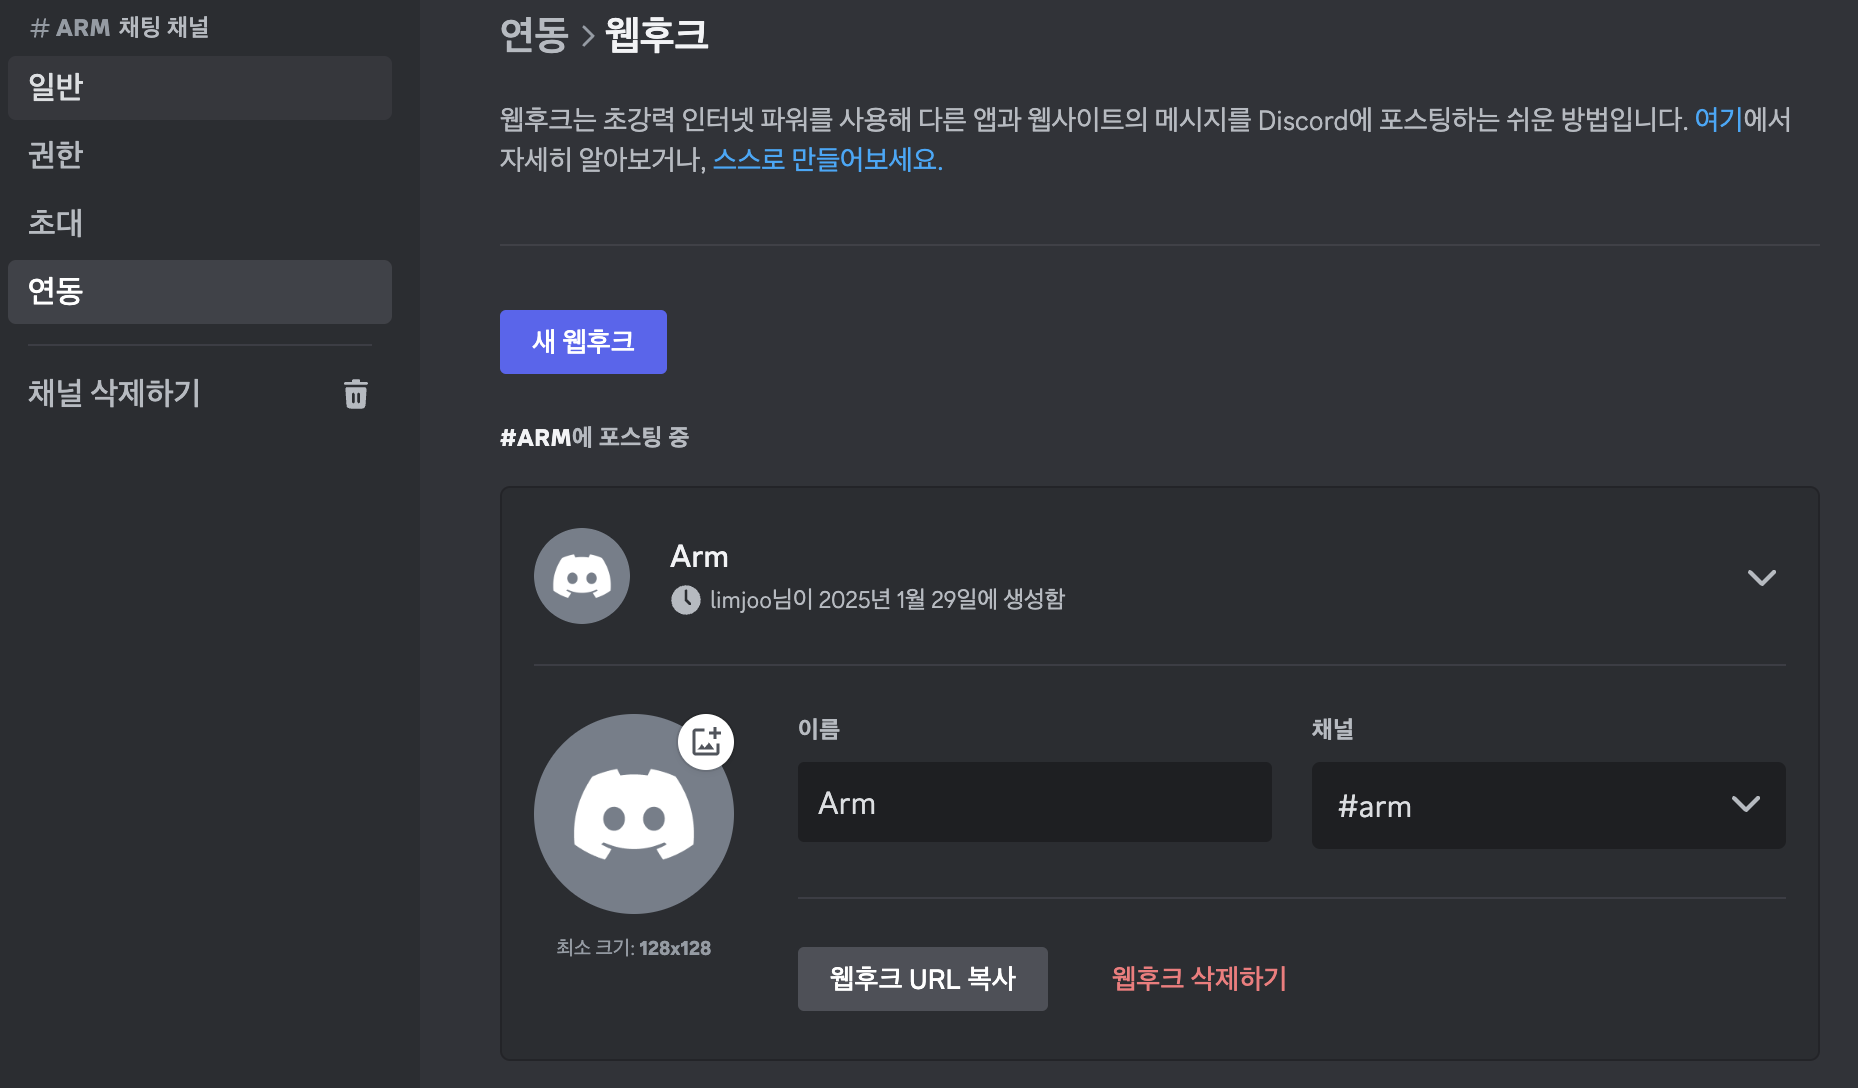 # ARM 채팅 채널
일반
권한
초대
연동
채널 삭제하기
연동 > 웹후크
웹후크는 초강력 인터넷 파워를 사용해 다른 앱과 웹사이트의 메시지를 Discord에 포스팅하는 쉬운 방법입니다. 여기에서
자세히 알아보거나, 스스로 만들어보세요.
새 웹후크
#ARM에 포스팅 중
Arm
limjoo님이 2025년 1월 29일에 생성함
이름
채널
Arm
#arm
최소 크기: 128x128
웹후크 URL 복사
웹후크 삭제하기